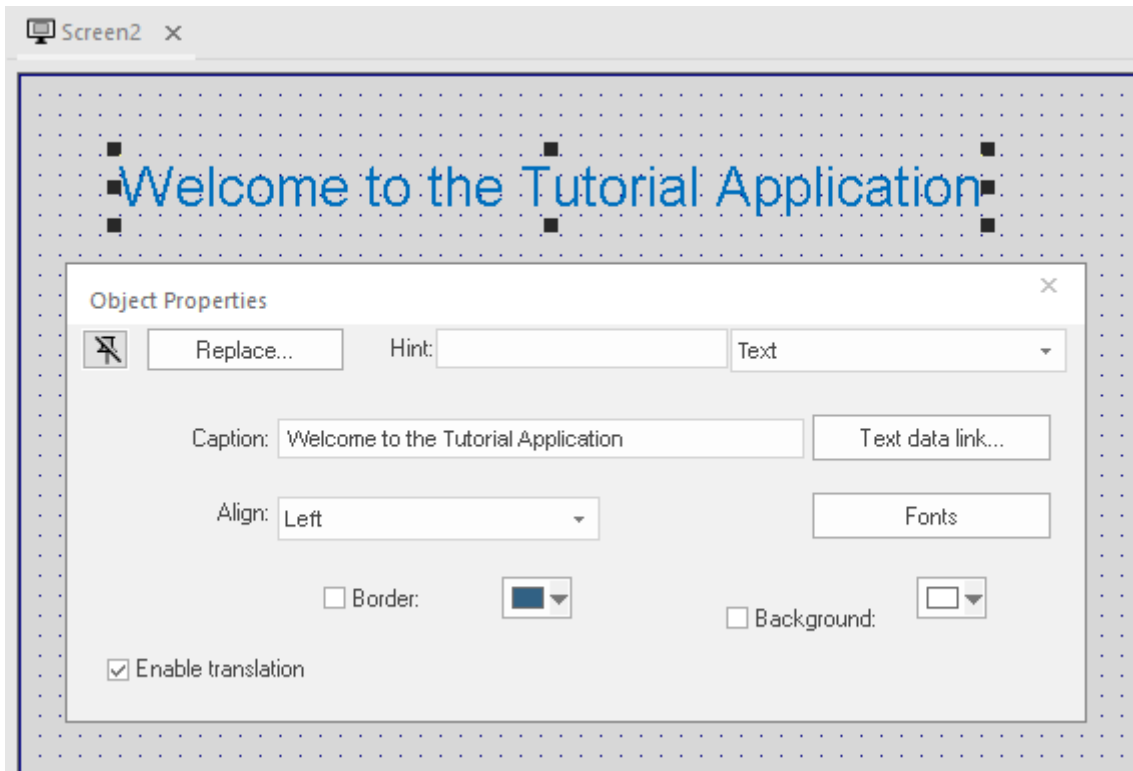 Screen2
Welcome to the Tutorial Application
Object Properties
Replace... Hint: Text
Caption: Welcome to the Tutorial Application Text data link...
Align: Left Fonts
Border: Background:
Enable translation